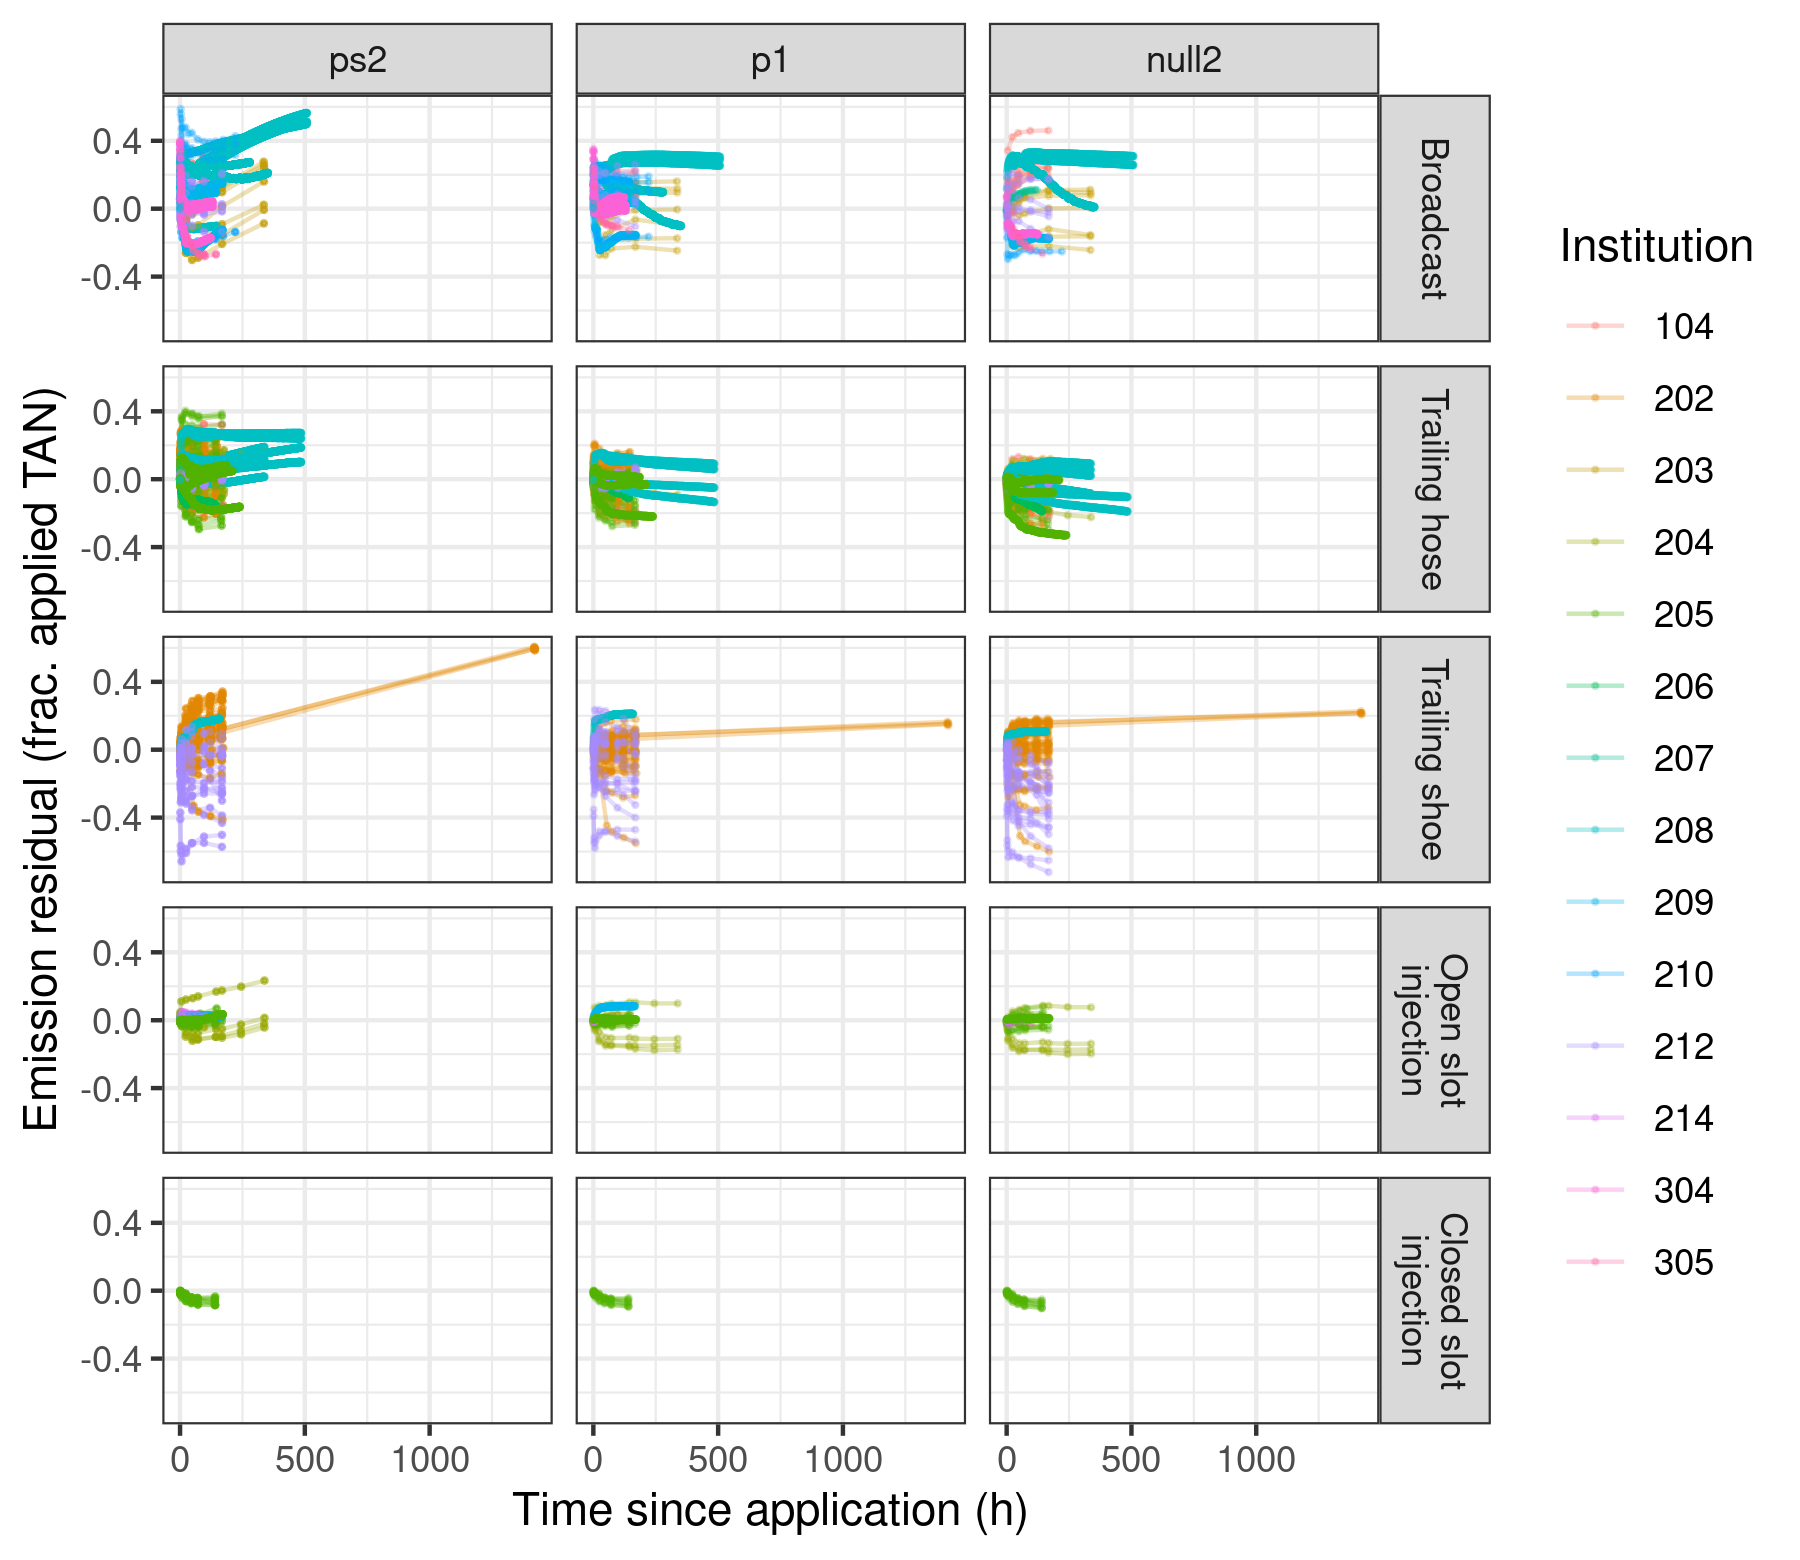 ps2
p1
null2
0.4
0.0
-0.4
Broadcast
0.4
0.0
-0.4
Trailing hose
0.4
0.0
-0.4
Trailing shoe
0.4
0.0
-0.4
Open slot
injection
0.4
0.0
-0.4
Closed slot
injection
0
500
1000
0
500
1000
0
500
1000
Time since application (h)
Emission residual (frac. applied TAN)
Institution
104
202
203
204
205
206
207
208
209
210
212
214
304
305